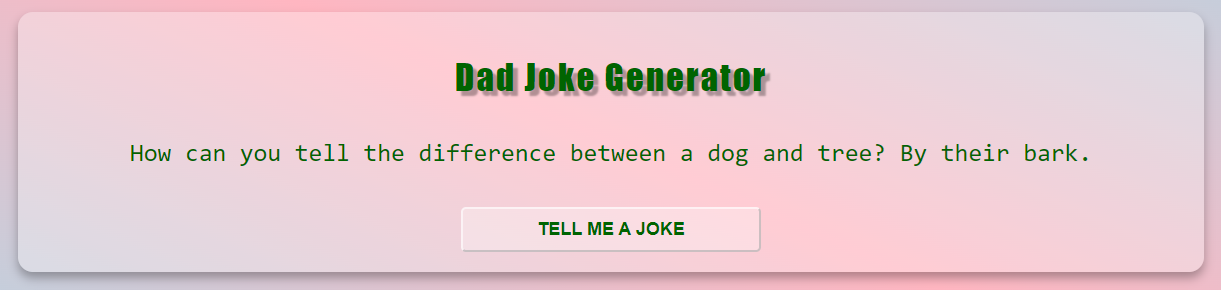 Dad Joke Generator
How can you tell the difference between a dog and tree? By their bark.
TELL ME A JOKE